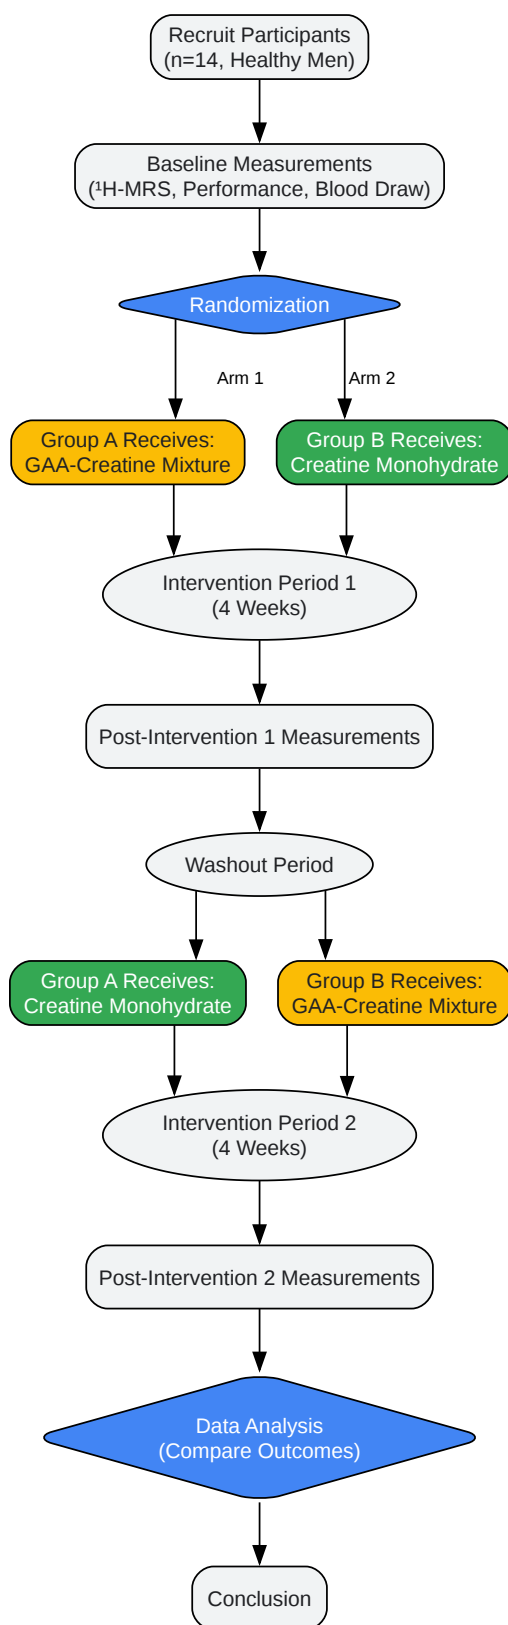 Recruit Participants
(n=14, Healthy Men)
Baseline Measurements
(¹H-MRS, Performance, Blood Draw)
Randomization
Arm 1
Arm 2
Group A Receives:
GAA-Creatine Mixture
Group B Receives:
Creatine Monohydrate
Intervention Period 1
(4 Weeks)
Post-Intervention 1 Measurements
Washout Period
Group A Receives:
Creatine Monohydrate
Group B Receives:
GAA-Creatine Mixture
Intervention Period 2
(4 Weeks)
Post-Intervention 2 Measurements
Data Analysis
(Compare Outcomes)
Conclusion